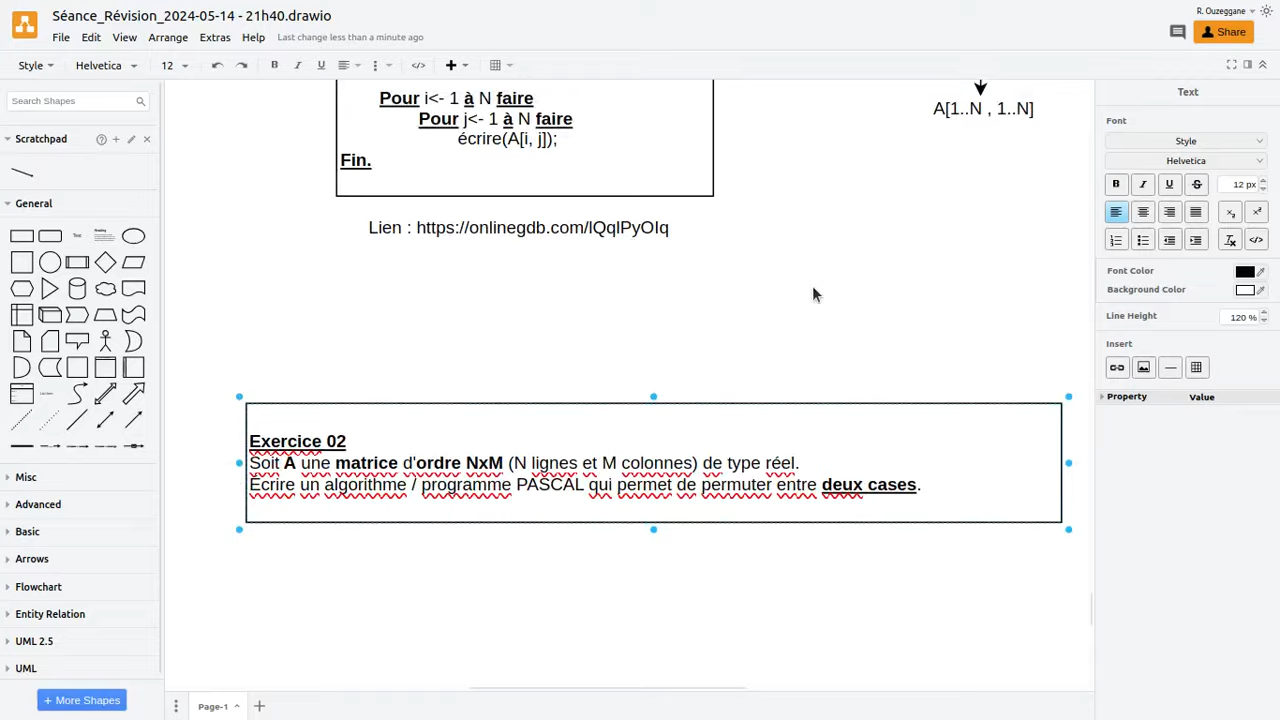 Séance_Révision_2024-05-14 - 21h40.drawio
R. Ouzeggane
File Edit View Arrange Extras Help Last change less than a minute ago
Share
Style Helvetica 12 B I U </>
Search Shapes
Scratchpad
General
Text
Heading
List Item
Misc
Advanced
Basic
Arrows
Flowchart
Entity Relation
UML 2.5
UML
+ More Shapes
Pour i<- 1 à N faire
Pour j<- 1 à N faire
écrire(A[i, j]);
Fin.
A[1..N , 1..N]
Lien : https://onlinegdb.com/lQqlPyOIq
Exercice 02
Soit A une matrice d'ordre NxM (N lignes et M colonnes) de type réel.
Ecrire un algorithme / programme PASCAL qui permet de permuter entre deux cases.
Page-1
Text
Font
Style
Helvetica
B I U S 12 px
Font Color
Background Color
Line Height 120 %
Insert
Property Value